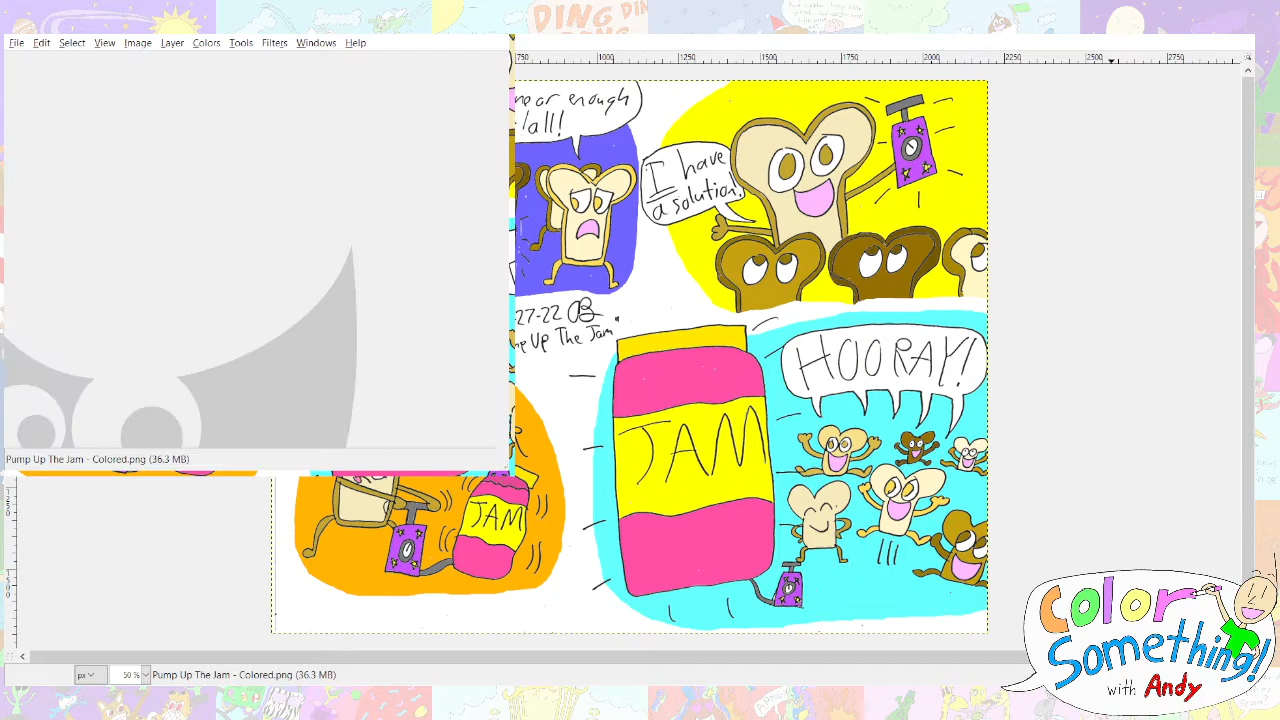 DING DIN
File Edit Select View Image Layer Colors Tools Filters Windows Help
750 1000 1250 1500 1750 2000 2250 2500 2750
enough
all!
I have
a solution!
27-22
Up The Jam"
HOORAY!
JAM
JAM
Pump Up The Jam - Colored.png (36.3 MB)
px 50 % Pump Up The Jam - Colored.png (36.3 MB)
Color
Something!
with Andy